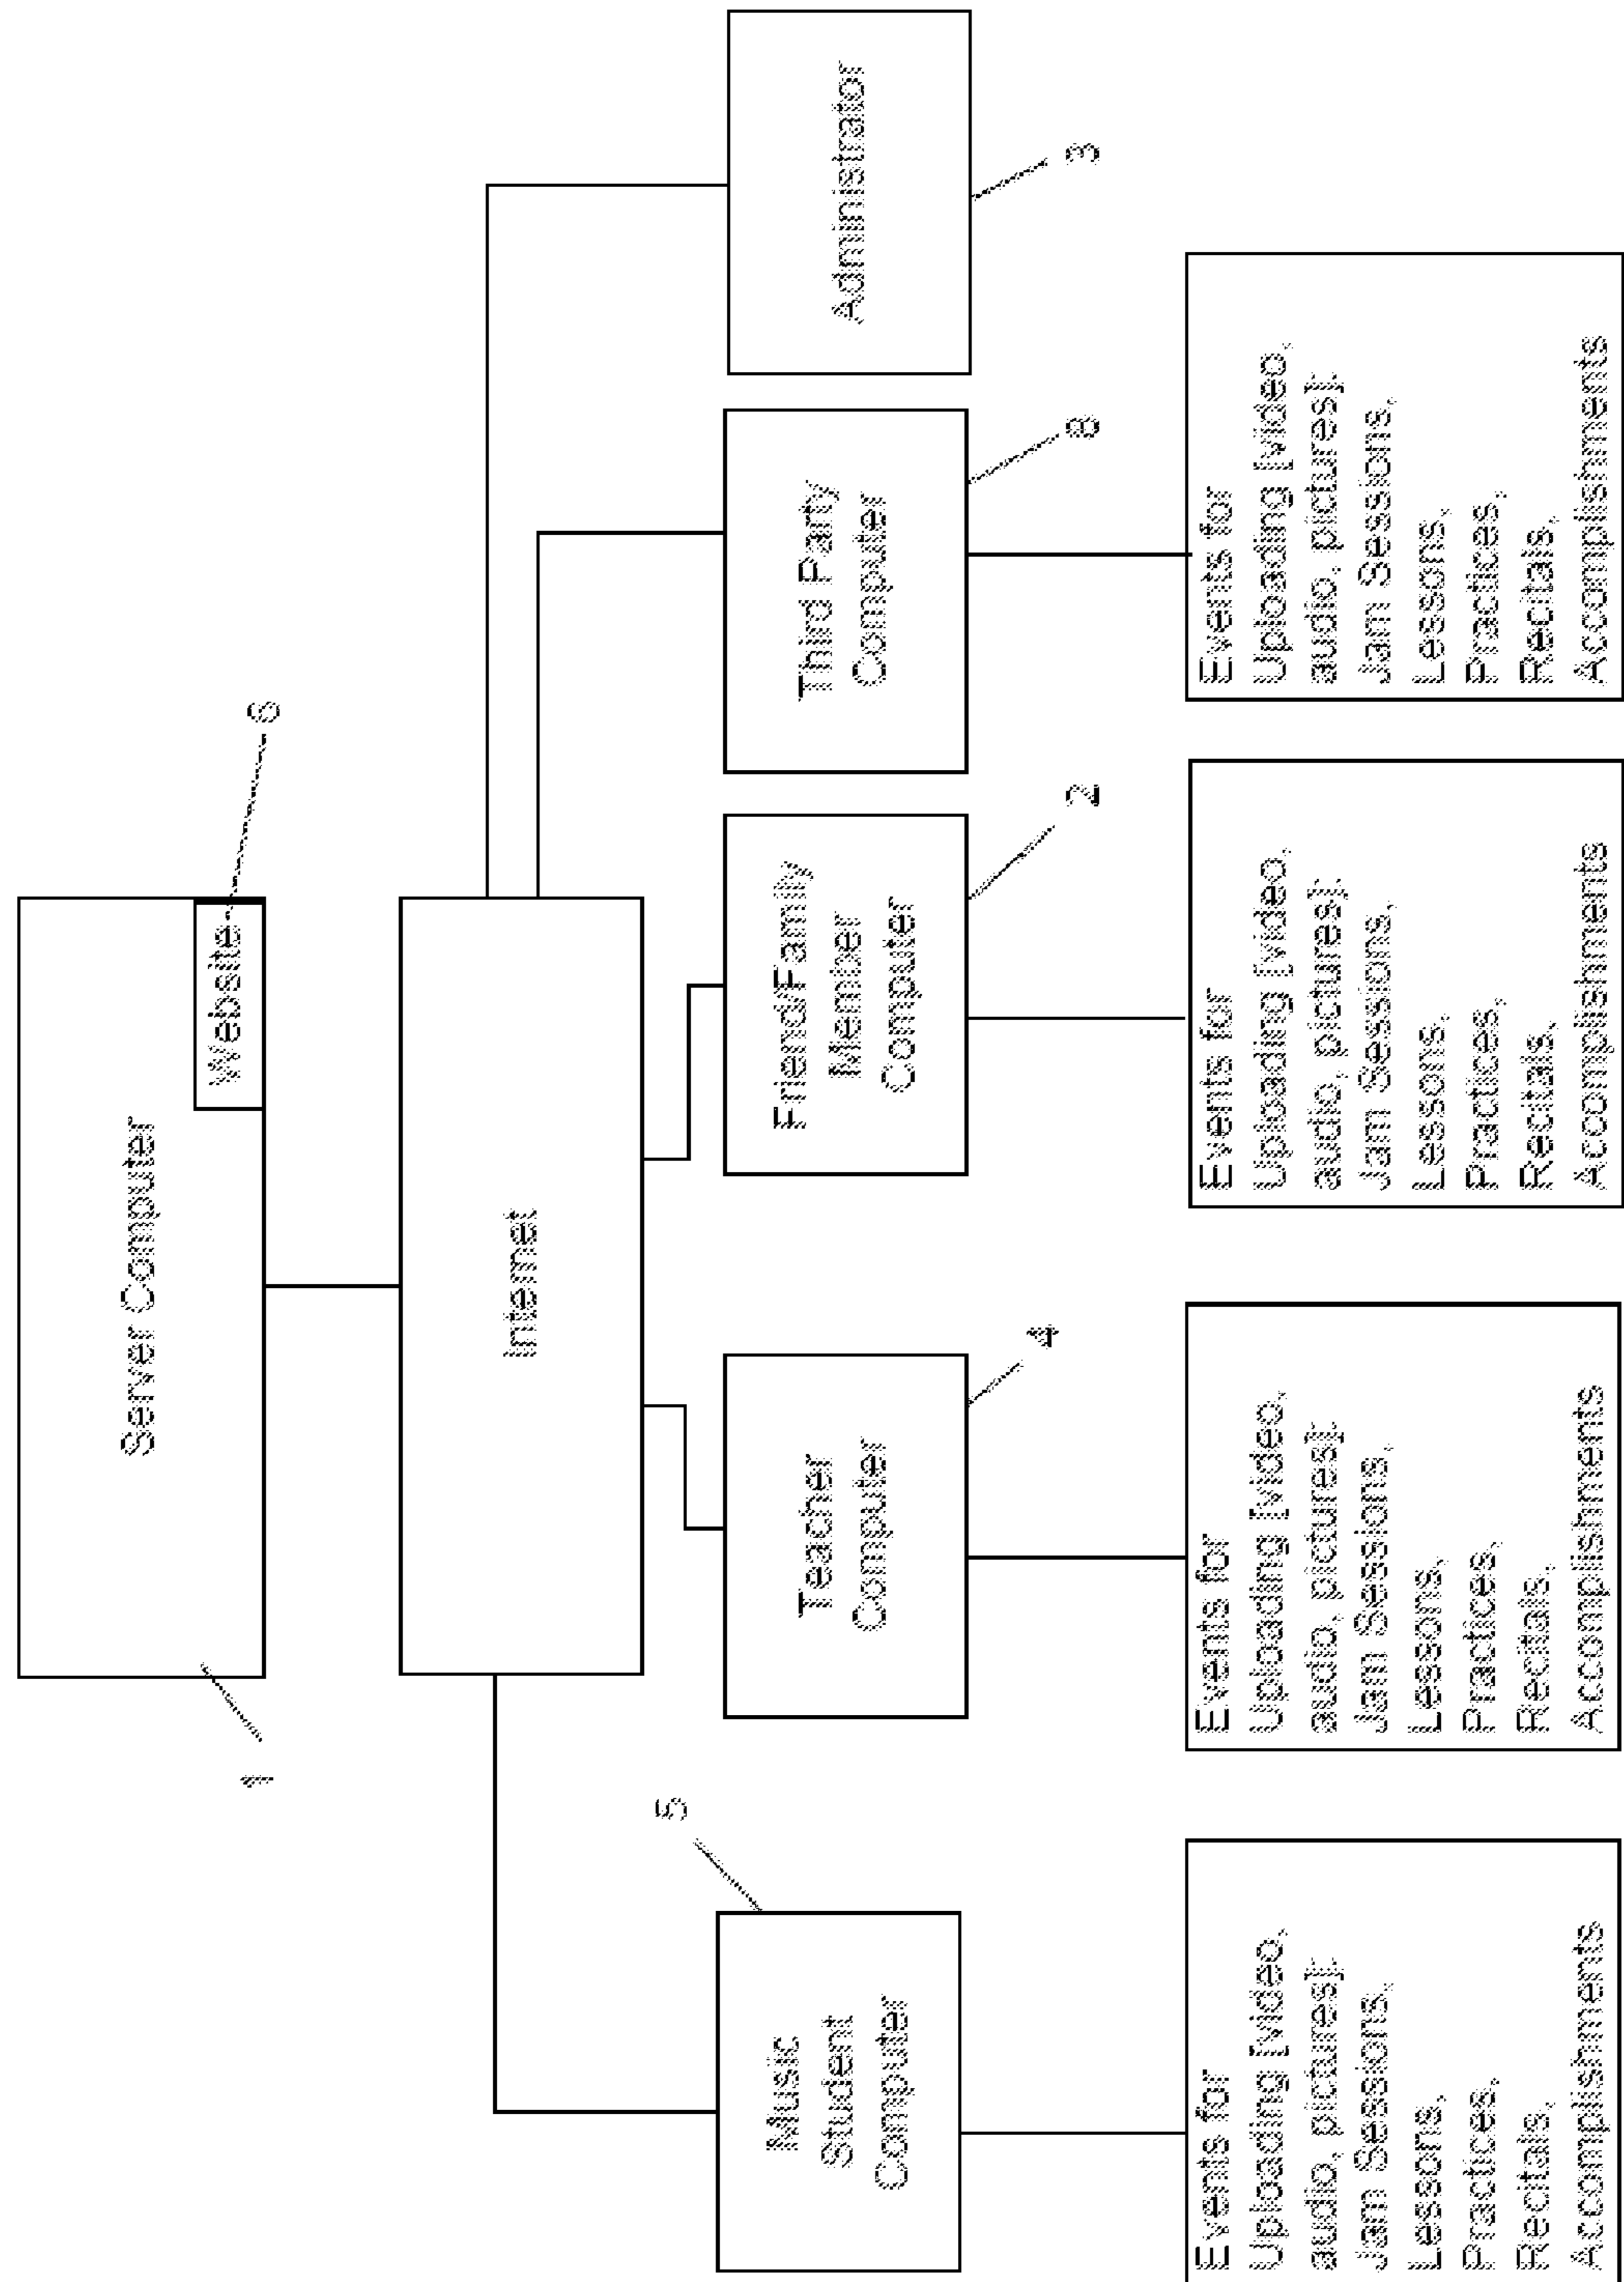 Server Computer
1
Website
6
Internet
5
Music
Student
Computer
Teacher
Computer
4
Friend/Family
Member
Computer
2
Third Party
Computer
8
Administrator
3
Events for
Uploading [video,
audio, pictures]:
Jam Sessions,
Lessons,
Practices,
Recitals,
Accomplishments
Events for
Uploading [video,
audio, pictures]:
Jam Sessions,
Lessons,
Practices,
Recitals,
Accomplishments
Events for
Uploading [video,
audio, pictures]:
Jam Sessions,
Lessons,
Practices,
Recitals,
Accomplishments
Events for
Uploading [video,
audio, pictures]:
Jam Sessions,
Lessons,
Practices,
Recitals,
Accomplishments